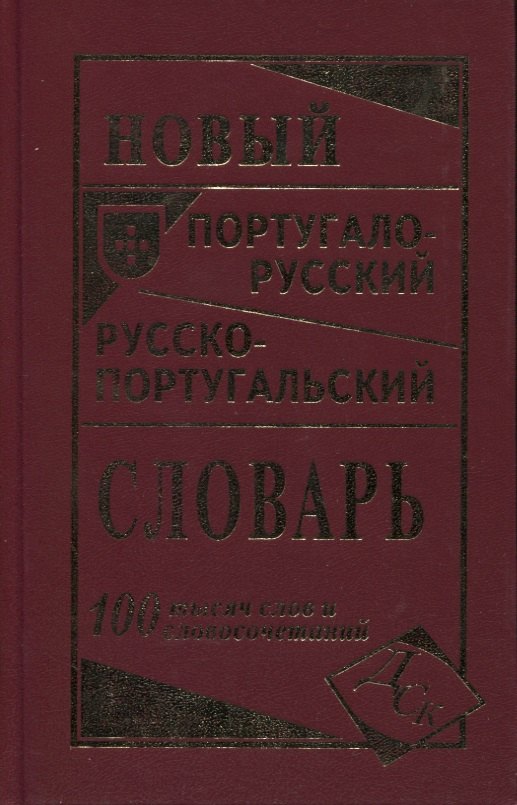 НОВЫЙ
ПОРТУГАЛО-
РУССКИЙ
РУССКО-
ПОРТУГАЛЬСКИЙ
СЛОВАРЬ
100 тысяч слов и
словосочетаний
ДСК